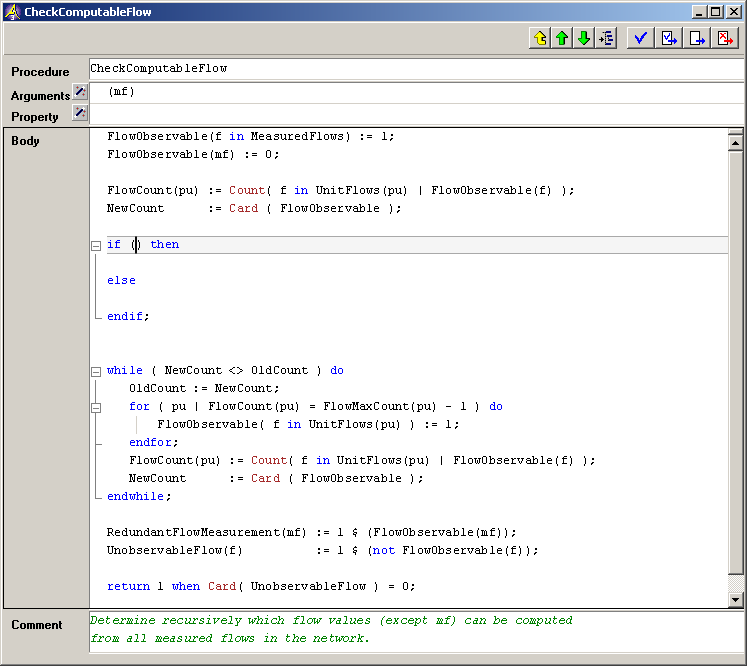 CheckComputableFlow
Procedure CheckComputableFlow
Arguments (mf)
Property
Body
FlowObservable(f in MeasuredFlows) := 1;
FlowObservable(mf) := 0;
FlowCount(pu) := Count( f in UnitFlows(pu) | FlowObservable(f) );
NewCount := Card ( FlowObservable );
if () then
else
endif;
while ( NewCount <> OldCount ) do
OldCount := NewCount;
for ( pu | FlowCount(pu) = FlowMaxCount(pu) - 1 ) do
FlowObservable( f in UnitFlows(pu) ) := 1;
endfor;
FlowCount(pu) := Count( f in UnitFlows(pu) | FlowObservable(f) );
NewCount := Card ( FlowObservable );
endwhile;
RedundantFlowMeasurement(mf) := 1 $ (FlowObservable(mf));
UnobservableFlow(f) := 1 $ (not FlowObservable(f));
return 1 when Card( UnobservableFlow ) = 0;
Comment
Determine recursively which flow values (except mf) can be computed
from all measured flows in the network.